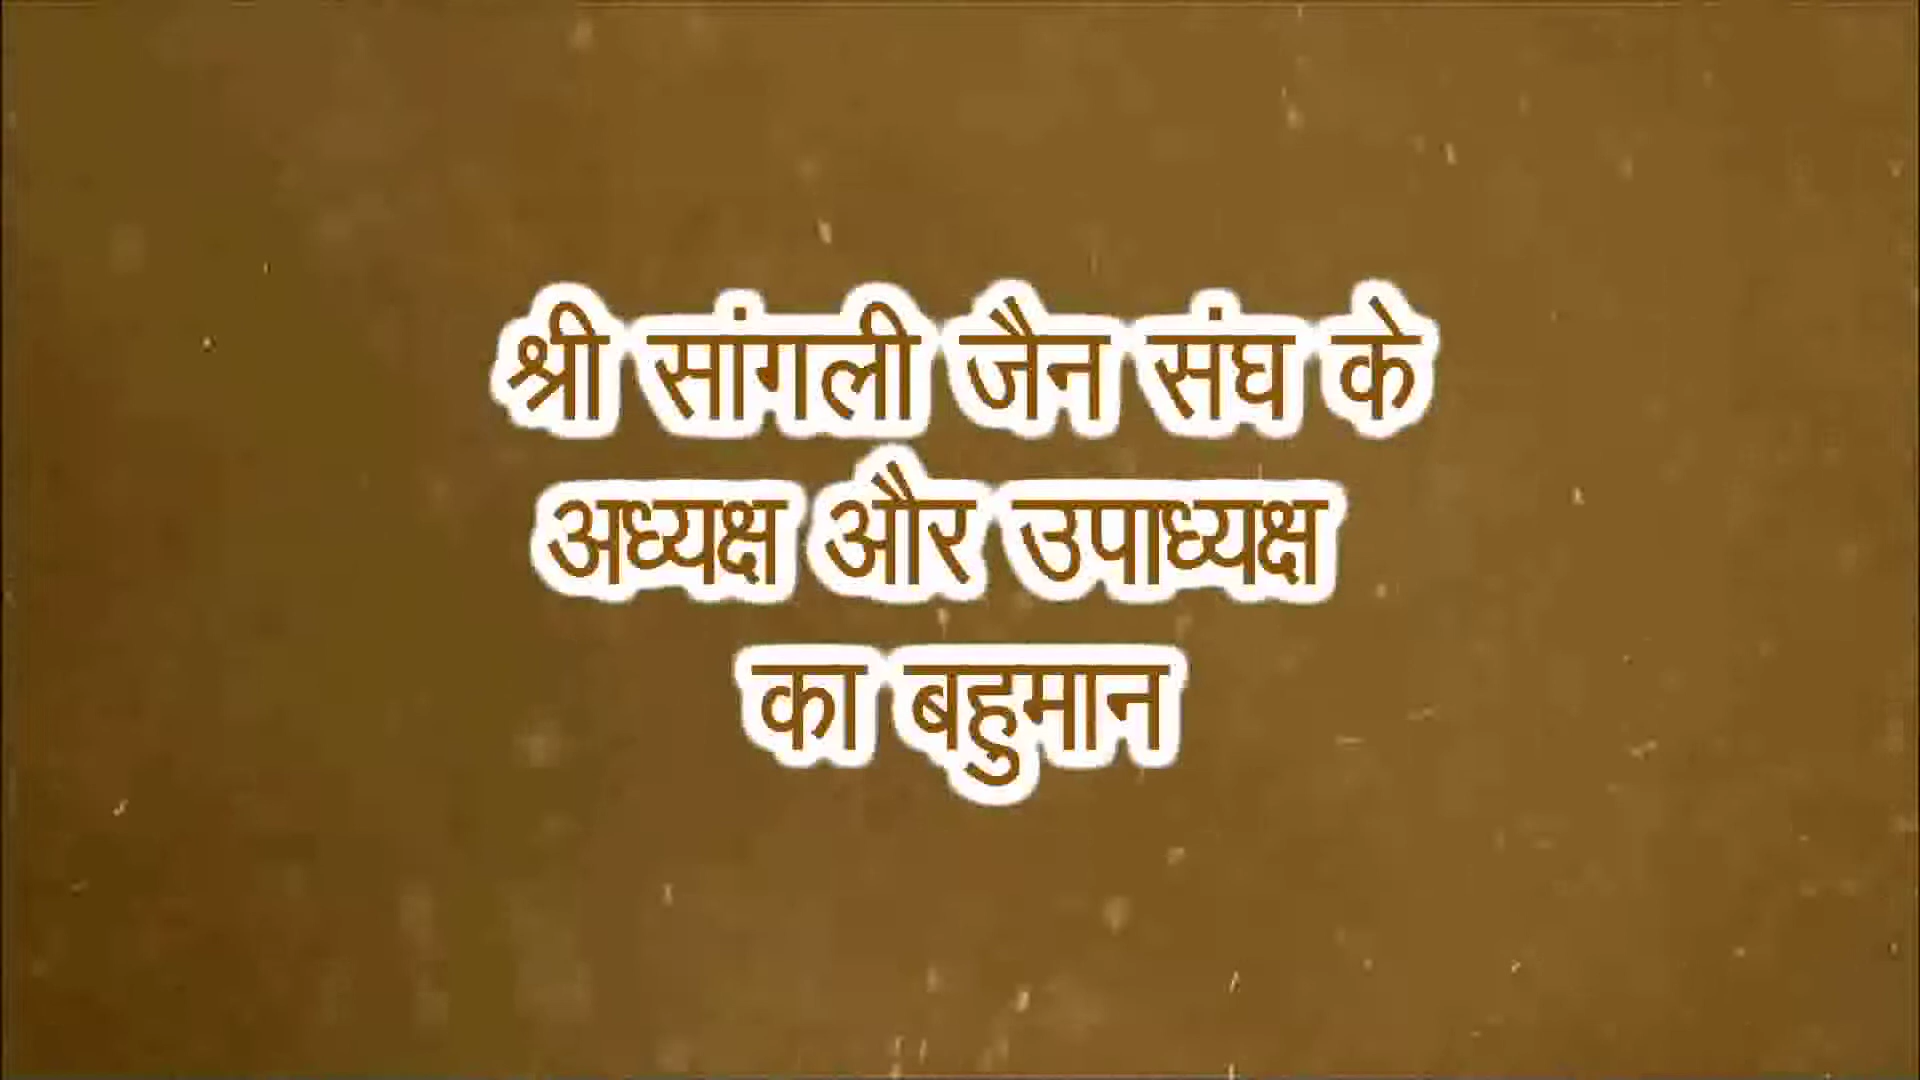 श्री सांगली जैन संघ के
अध्यक्ष और उपाध्यक्ष
का बहुमान